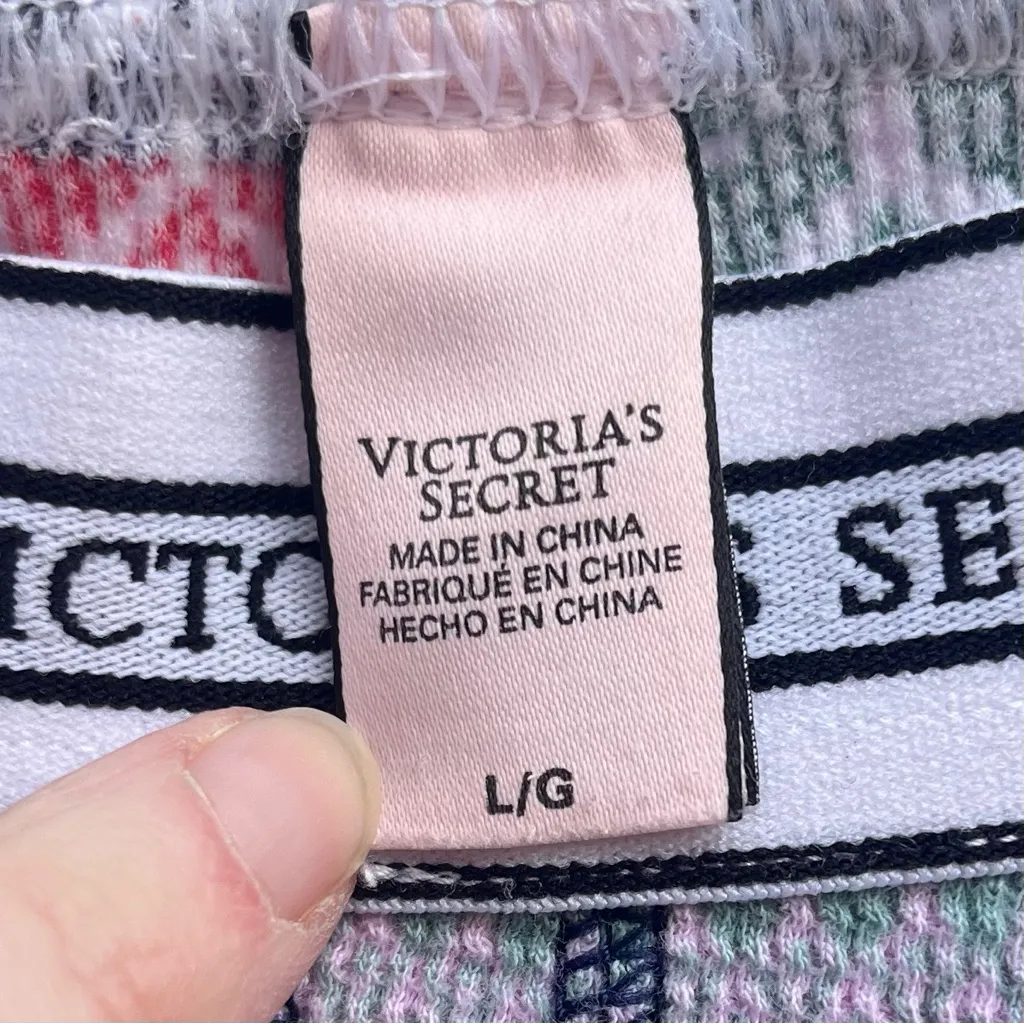 VICTORIA'S
SECRET
MADE IN CHINA
FABRIQUÉ EN CHINE
HECHO EN CHINA
L/G